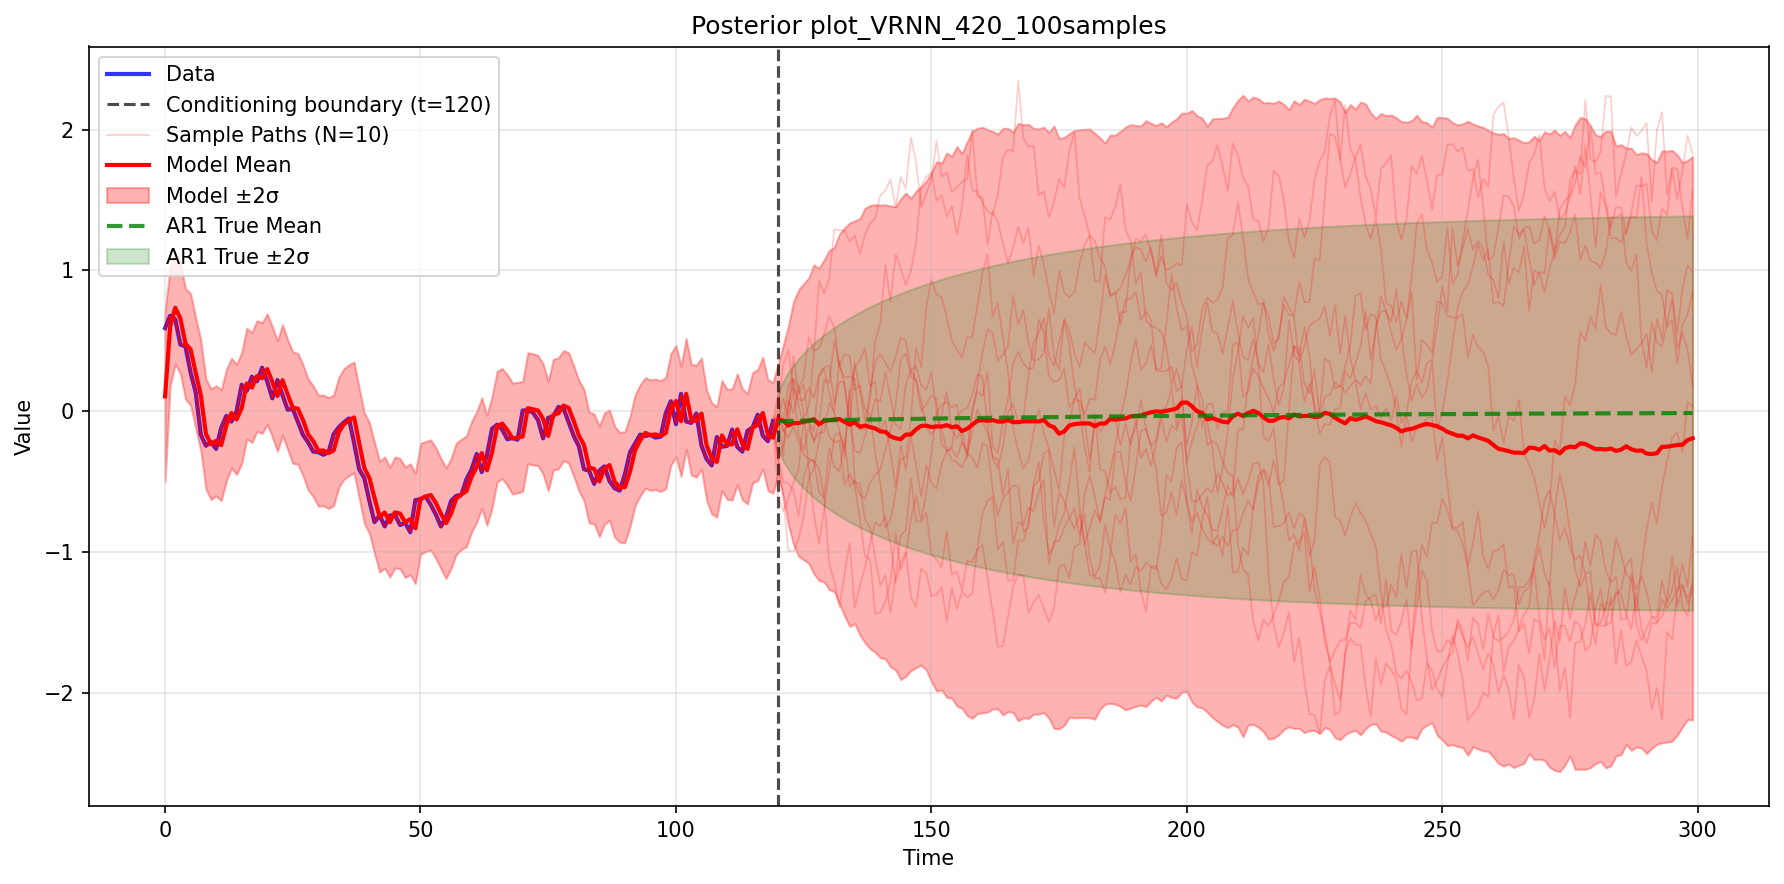 Posterior plot_VRNN_420_100samples
Data
Conditioning boundary (t=120)
Sample Paths (N=10)
Model Mean
Model ±2σ
AR1 True Mean
AR1 True ±2σ
Value
2
1
0
−1
−2
0 50 100 150 200 250 300
Time